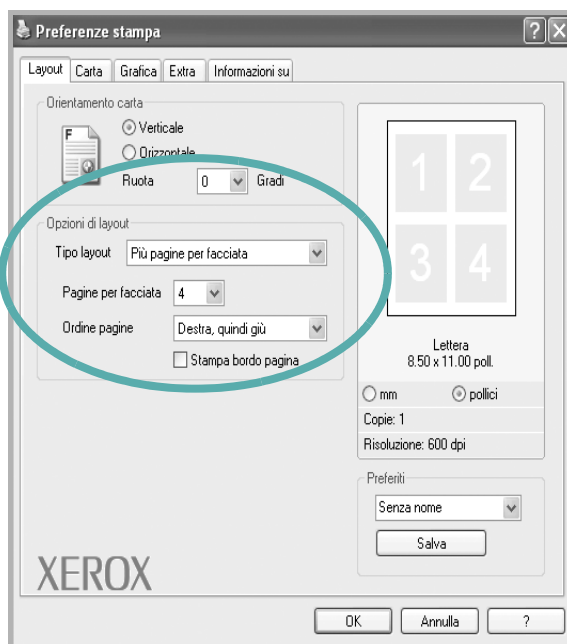 Preferenze stampa
? X
Layout Carta Grafica Extra Informazioni su
Orientamento carta
F
Verticale
Orizzontale
Ruota 0 Gradi
Opzioni di layout
Tipo layout Più pagine per facciata
Pagine per facciata 4
Ordine pagine Destra, quindi giù
Stampa bordo pagina
1 2
3 4
Lettera
8.50 x 11.00 poll.
mm pollici
Copie: 1
Risoluzione: 600 dpi
Preferiti
Senza nome
Salva
XEROX
OK Annulla ?